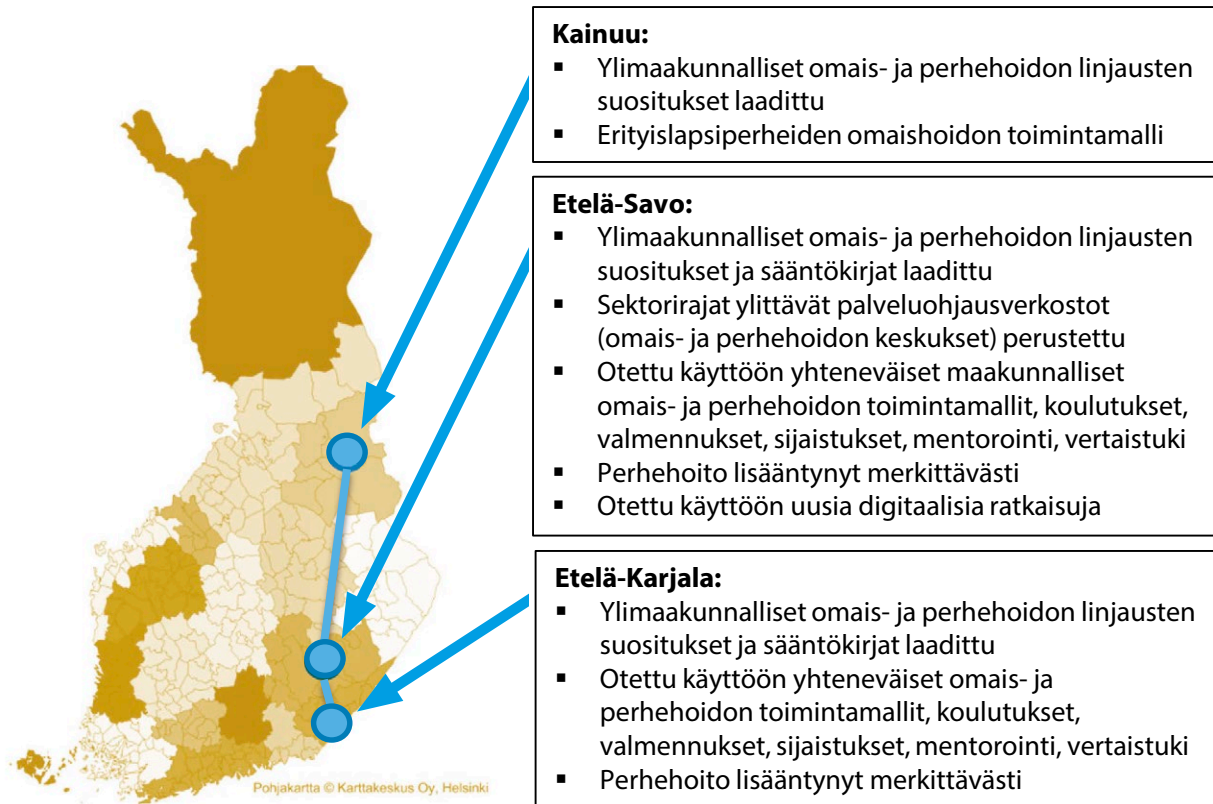 Kainuu:
▪ Ylimaakunnalliset omais- ja perhehoidon linjausten
suositukset laadittu
▪ Erityislapsiperheiden omaishoidon toimintamalli
Etelä-Savo:
▪ Ylimaakunnalliset omais- ja perhehoidon linjausten
suositukset ja sääntökirjat laadittu
▪ Sektorirajat ylittävät palveluohjausverkostot
(omais- ja perhehoidon keskukset) perustettu
▪ Otettu käyttöön yhteneväiset maakunnalliset
omais- ja perhehoidon toimintamallit, koulutukset,
valmennukset, sijaistukset, mentorointi, vertaistuki
▪ Perhehoito lisääntynyt merkittävästi
▪ Otettu käyttöön uusia digitaalisia ratkaisuja
Etelä-Karjala:
▪ Ylimaakunnalliset omais- ja perhehoidon linjausten
suositukset ja sääntökirjat laadittu
▪ Otettu käyttöön yhteneväiset omais- ja
perhehoidon toimintamallit, koulutukset,
valmennukset, sijaistukset, mentorointi, vertaistuki
▪ Perhehoito lisääntynyt merkittävästi
Pohjakartta © Karttakeskus Oy, Helsinki